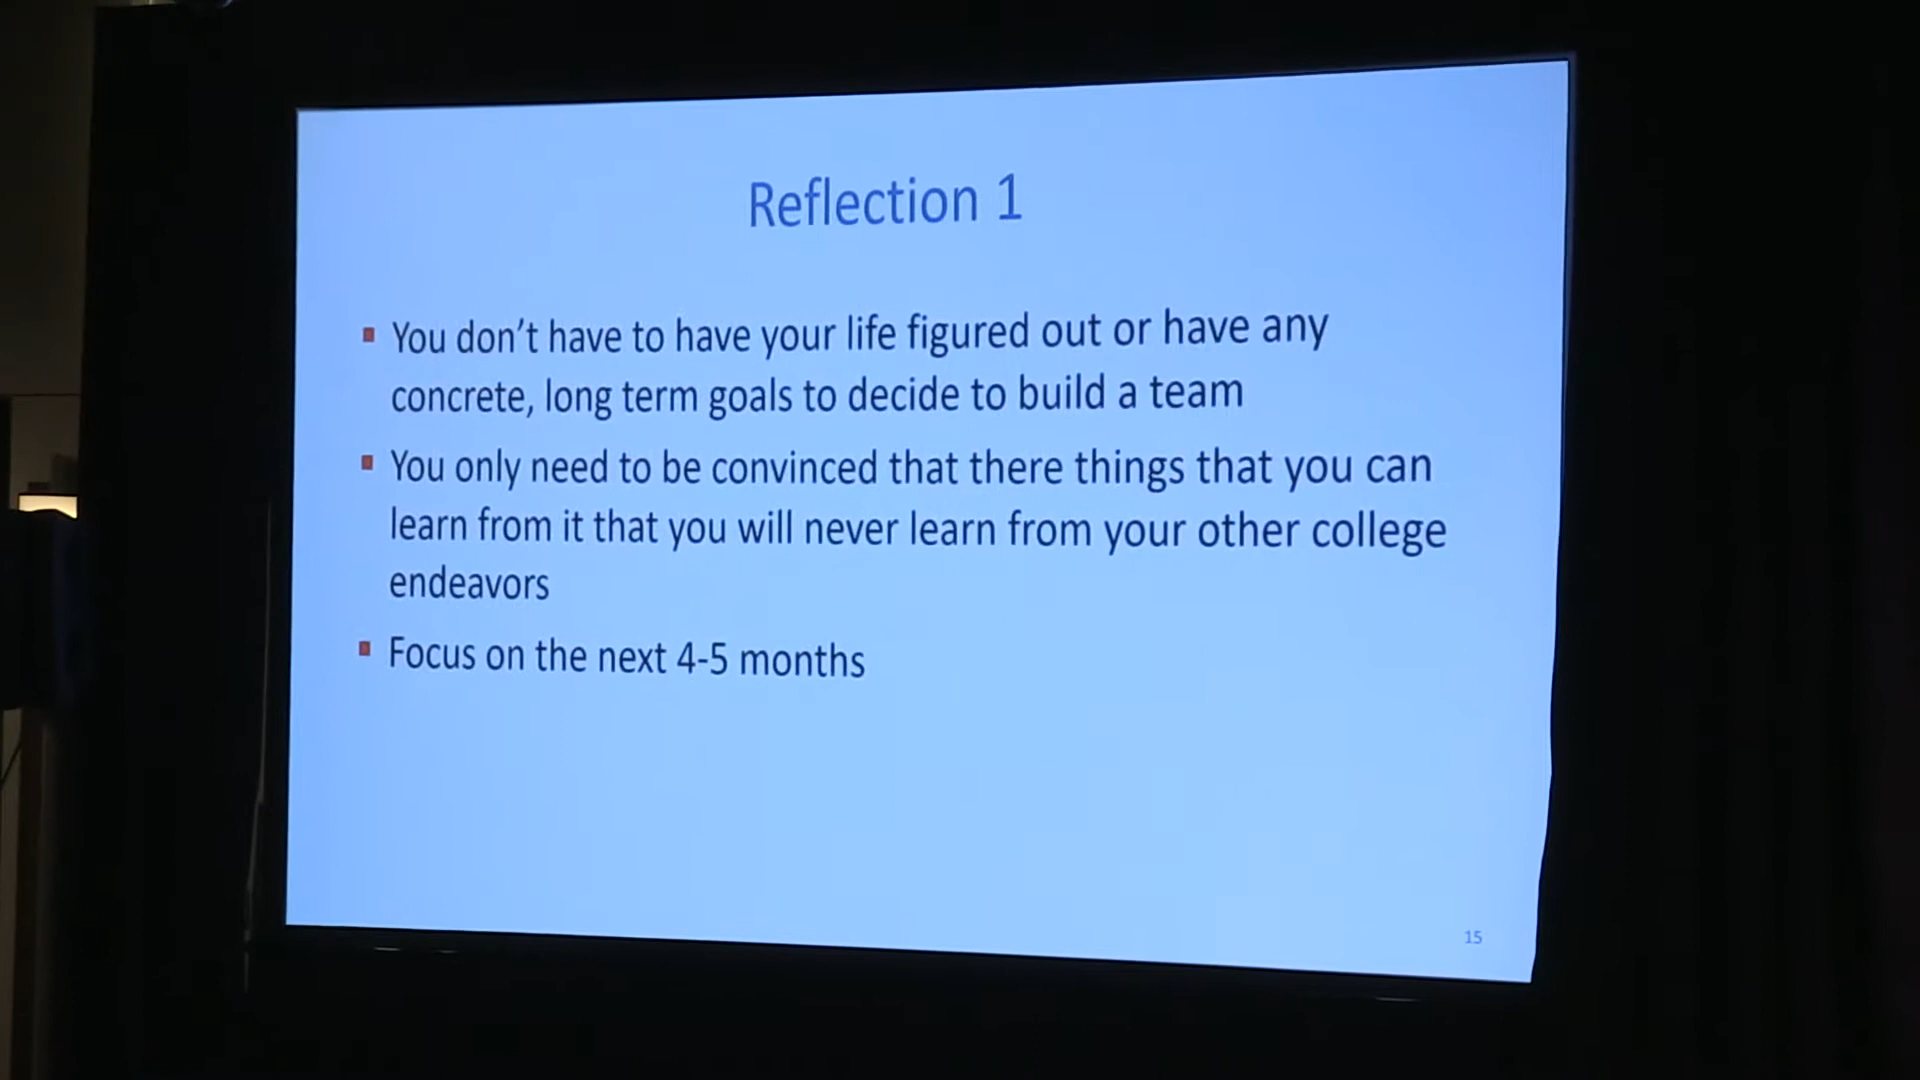 Reflection 1
▪ You don't have to have your life figured out or have any
concrete, long term goals to decide to build a team
▪ You only need to be convinced that there things that you can
learn from it that you will never learn from your other college
endeavors
▪ Focus on the next 4-5 months
15